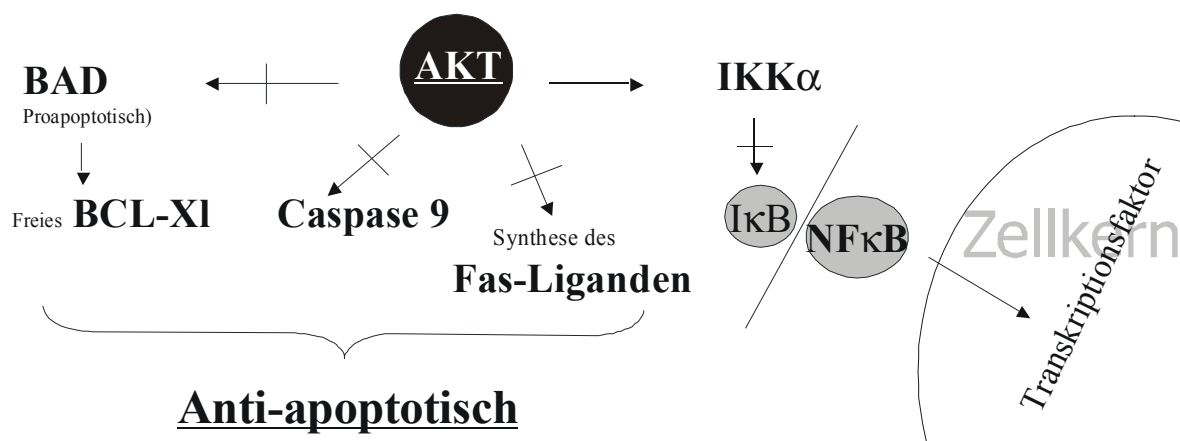 AKT
BAD
Proapoptotisch)
IKKα
Freies BCL-Xl
Caspase 9
Synthese des
Fas-Liganden
IκB
NFκB
Zellkern
Transkriptionsfaktor
Anti-apoptotisch